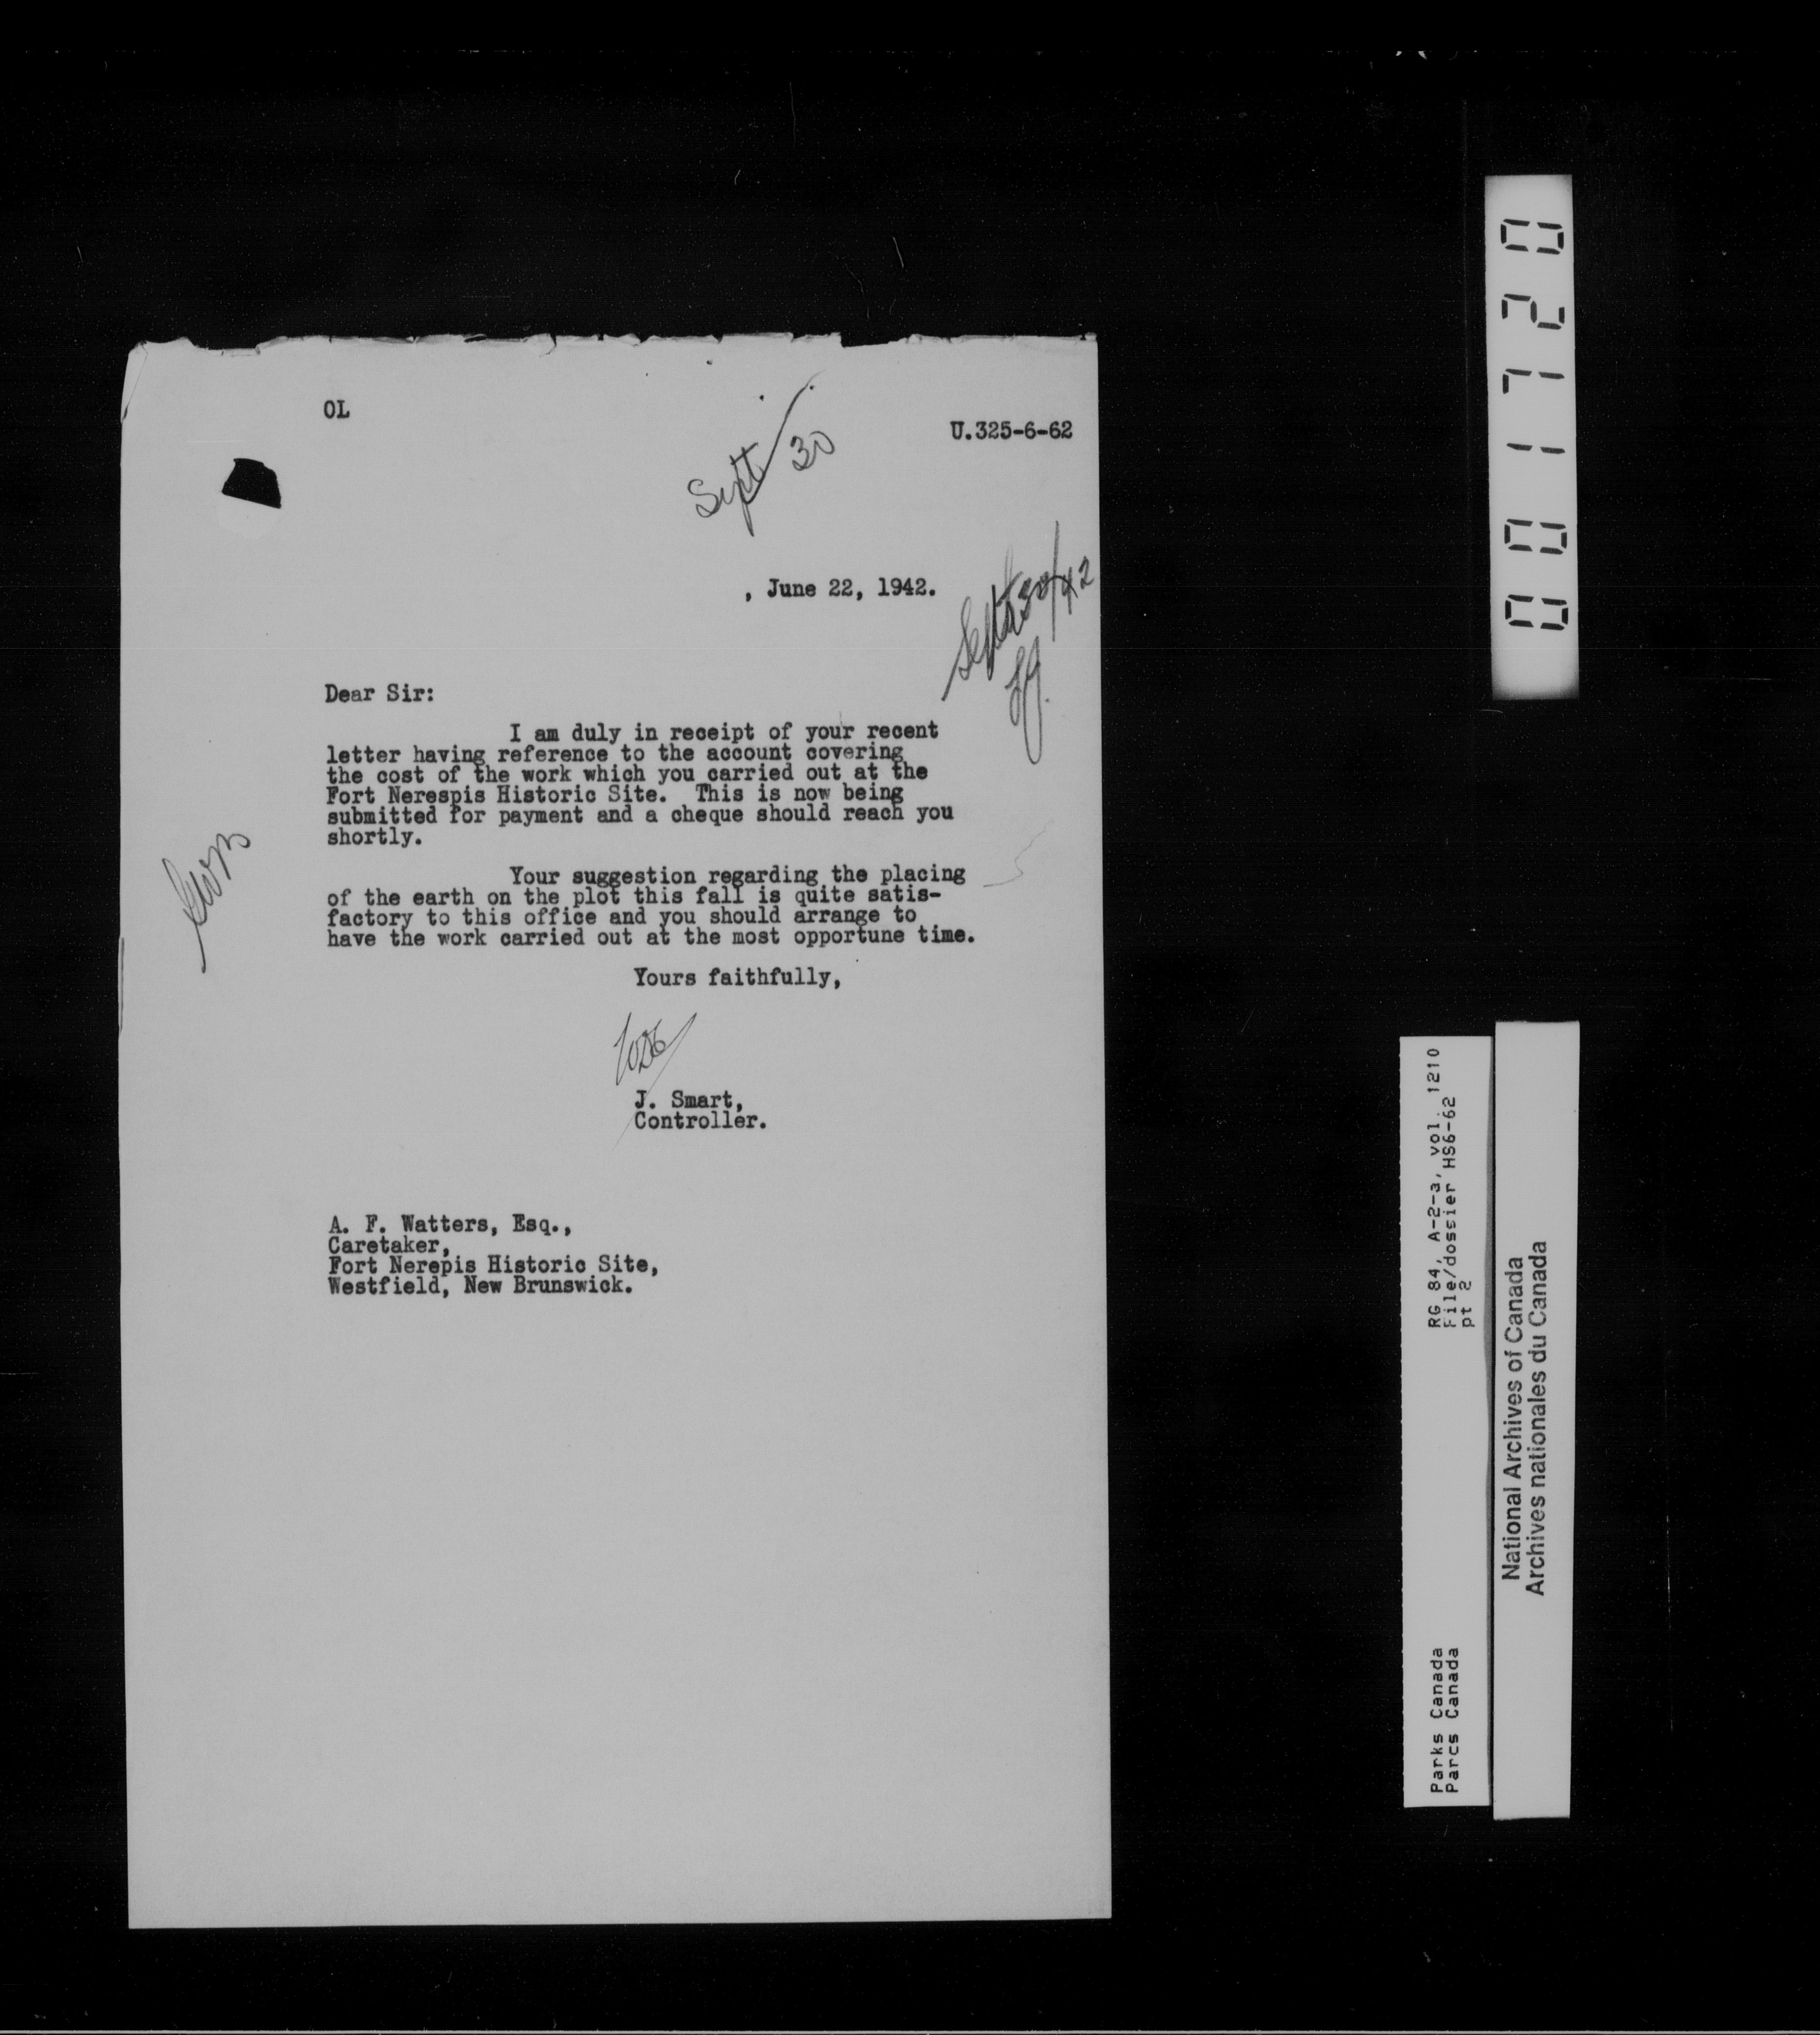 OL
U.325-6-62
Sept 30
, June 22, 1942.
Sept 30/42
Dear Sir:
I am duly in receipt of your recent
letter having reference to the account covering
the cost of the work which you carried out at the
Fort Nerespis Historic Site. This is now being
submitted for payment and a cheque should reach you
shortly.
Your suggestion regarding the placing
of the earth on the plot this fall is quite satis-
factory to this office and you should arrange to
have the work carried out at the most opportune time.
Yours faithfully,
J. Smart,
Controller.
A. F. Watters, Esq.,
Caretaker,
Fort Nerepis Historic Site,
Westfield, New Brunswick.
001720
RG 84, A-2-3, vol. 1210
File/dossier HS6-62
pt 2
Parks Canada
Parcs Canada
National Archives of Canada
Archives nationales du Canada